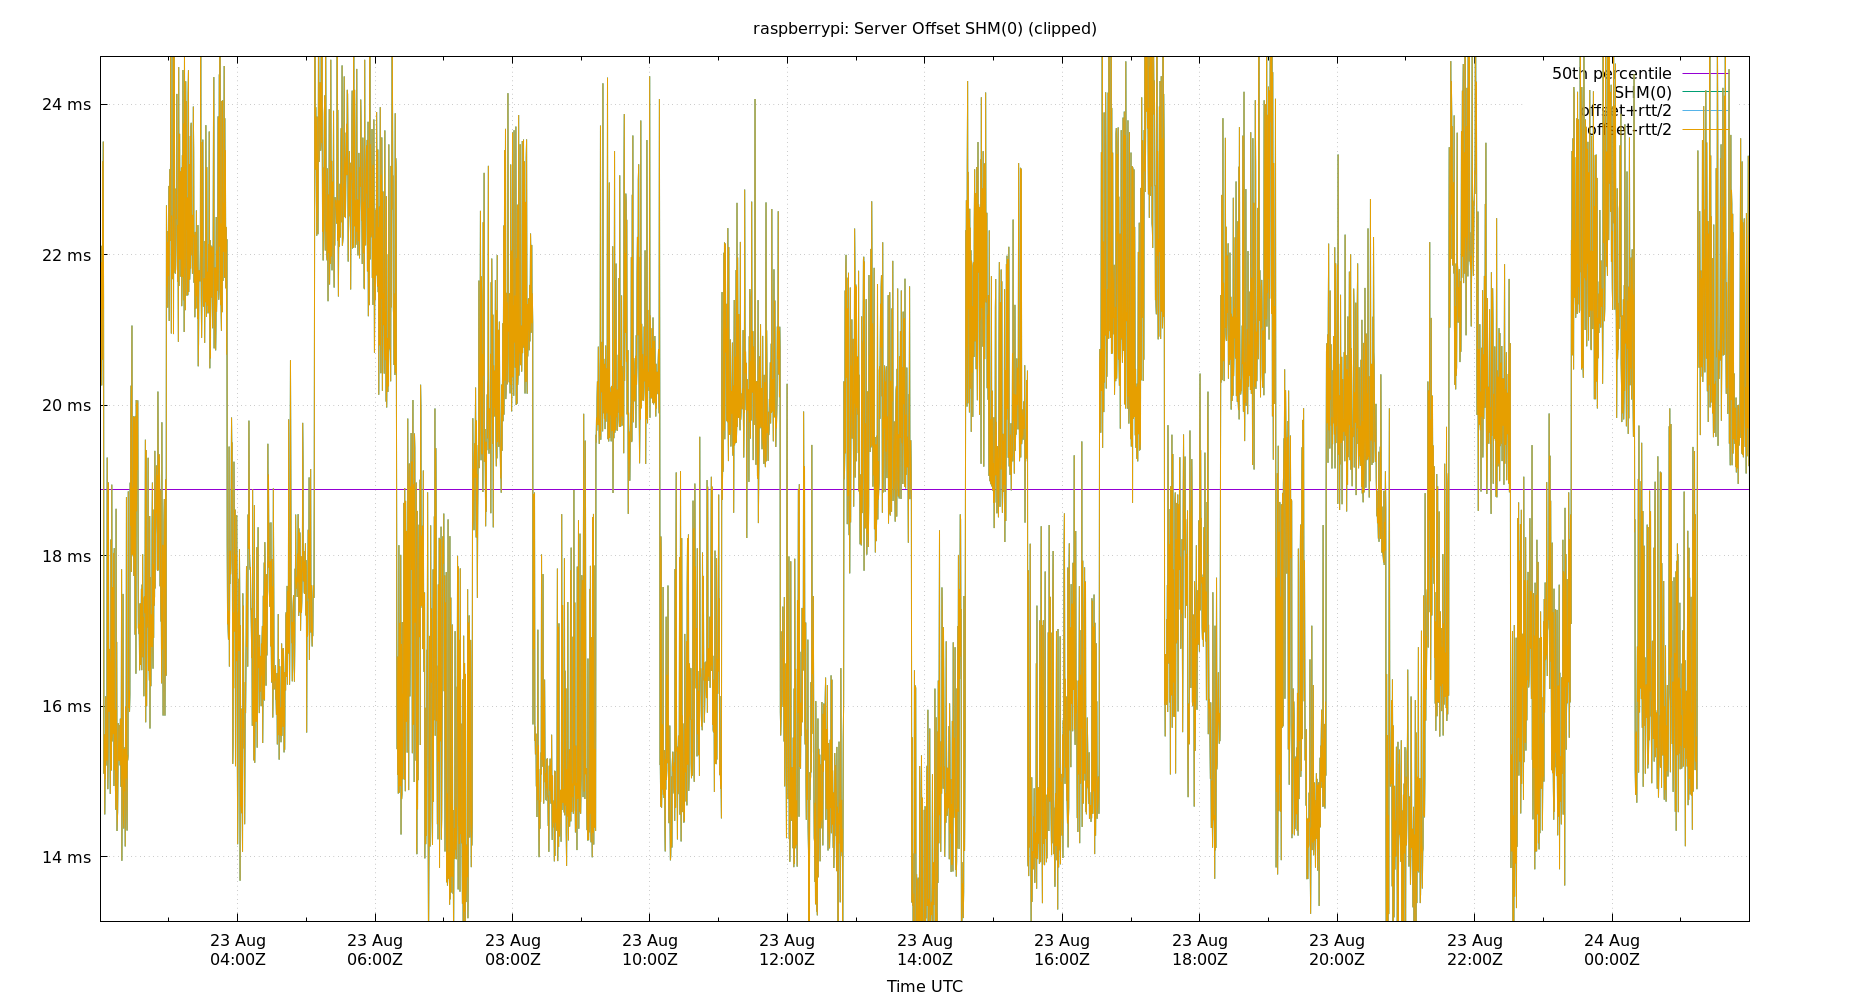 raspberrypi: Server Offset SHM(0) (clipped)
50th percentile
SHM(0)
offset+rtt/2
offset-rtt/2
24 ms
22 ms
20 ms
18 ms
16 ms
14 ms
23 Aug 04:00Z
23 Aug 06:00Z
23 Aug 08:00Z
23 Aug 10:00Z
23 Aug 12:00Z
23 Aug 14:00Z
23 Aug 16:00Z
23 Aug 18:00Z
23 Aug 20:00Z
23 Aug 22:00Z
24 Aug 00:00Z
Time UTC